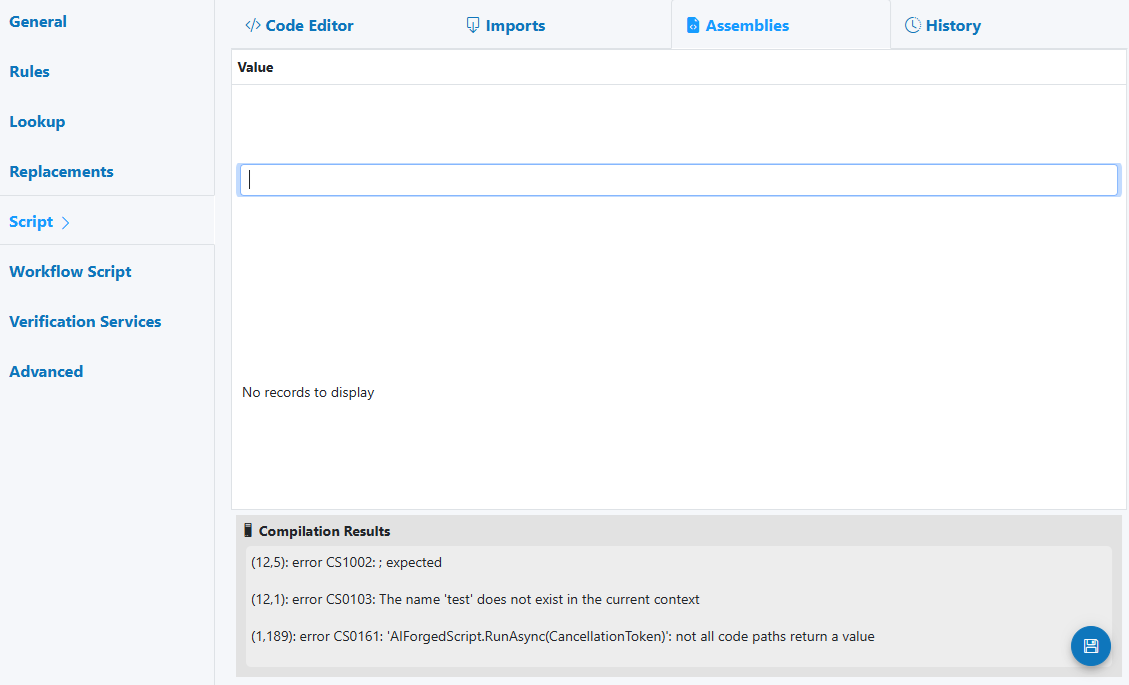 General
Rules
Lookup
Replacements
Script
Workflow Script
Verification Services
Advanced
</> Code Editor
Imports
Assemblies
History
Value
No records to display
Compilation Results
(12,5): error CS1002: ; expected
(12,1): error CS0103: The name 'test' does not exist in the current context
(1,189): error CS0161: 'AIForgedScript.RunAsync(CancellationToken)': not all code paths return a value